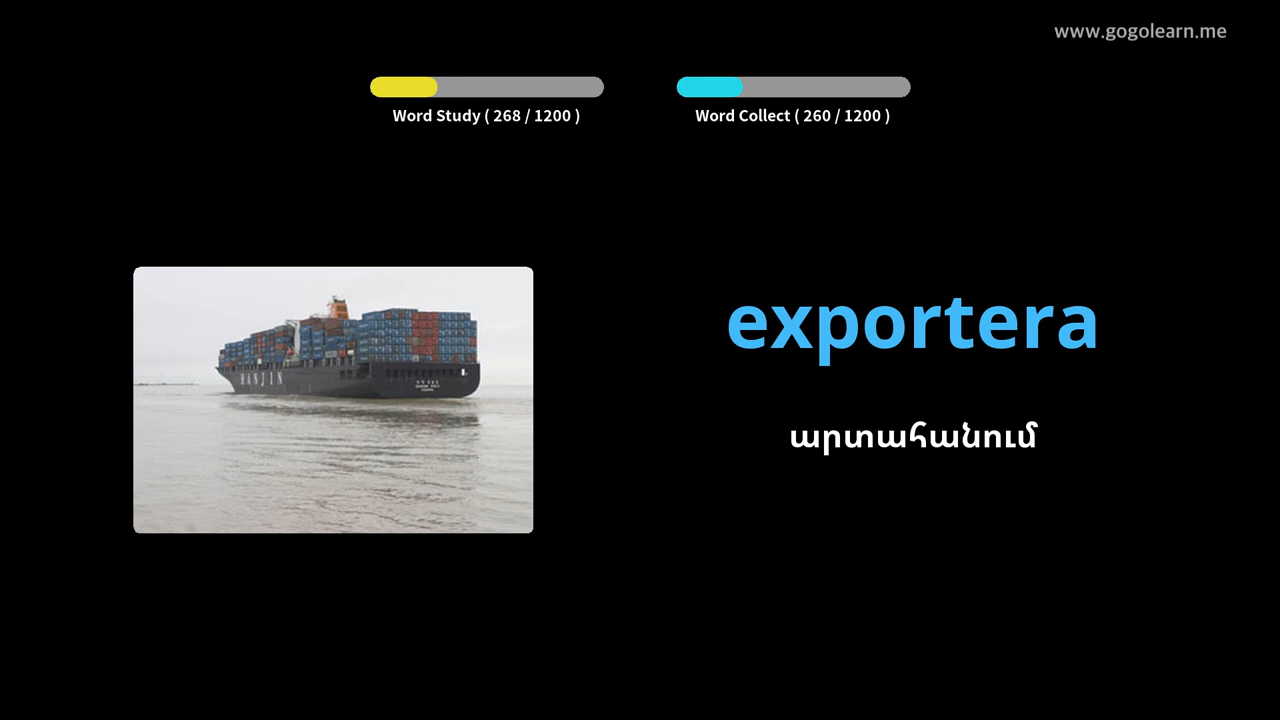 www.gogolearn.me
Word Study ( 268 / 1200 )
Word Collect ( 260 / 1200 )
HANJIN
exportera
արտահանում